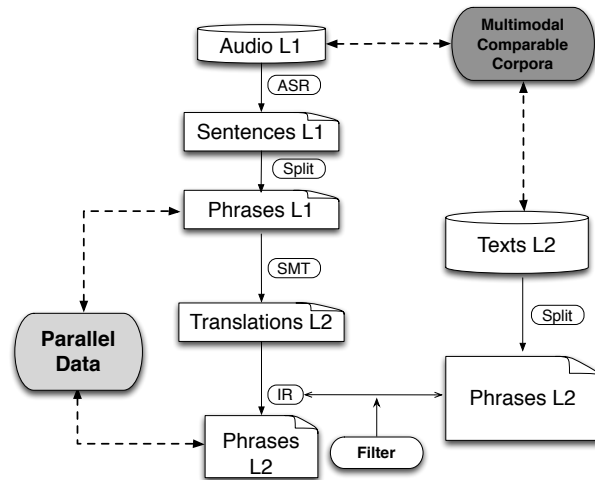 Audio L1
Multimodal
Comparable
Corpora
ASR
Sentences L1
Split
Phrases L1
Texts L2
SMT
Translations L2
Split
Parallel
Data
IR
Phrases L2
Phrases
L2
Filter